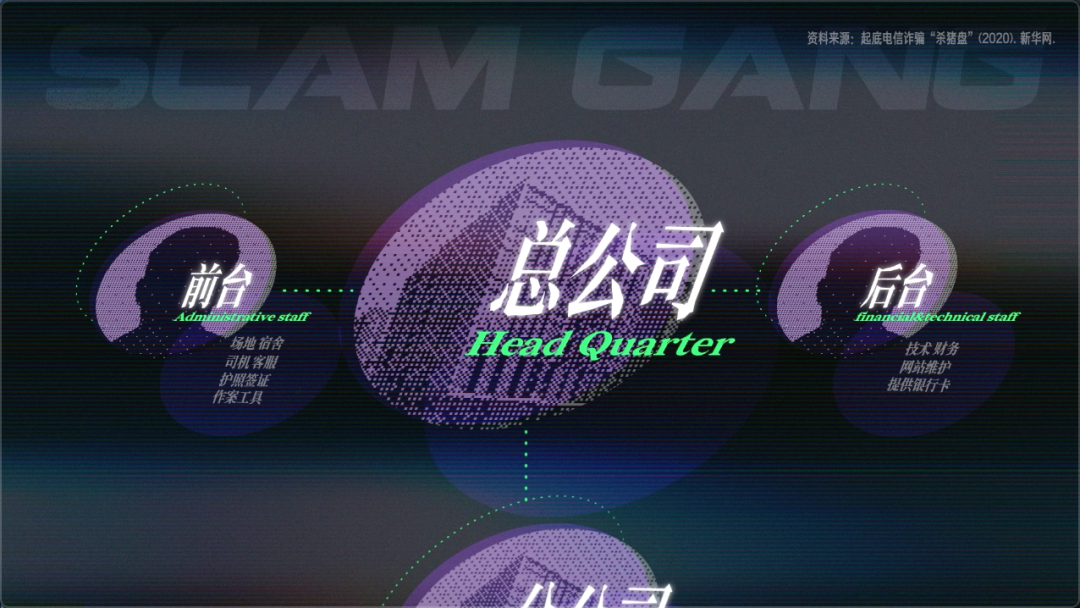 SCAM GANG
资料来源：起底电信诈骗“杀猪盘”(2020). 新华网.
总公司
Head Quarter
前台
Administrative staff
场地 宿舍
司机 客服
护照签证
作案工具
后台
financial&technical staff
技术 财务
网站维护
提供银行卡
分公司